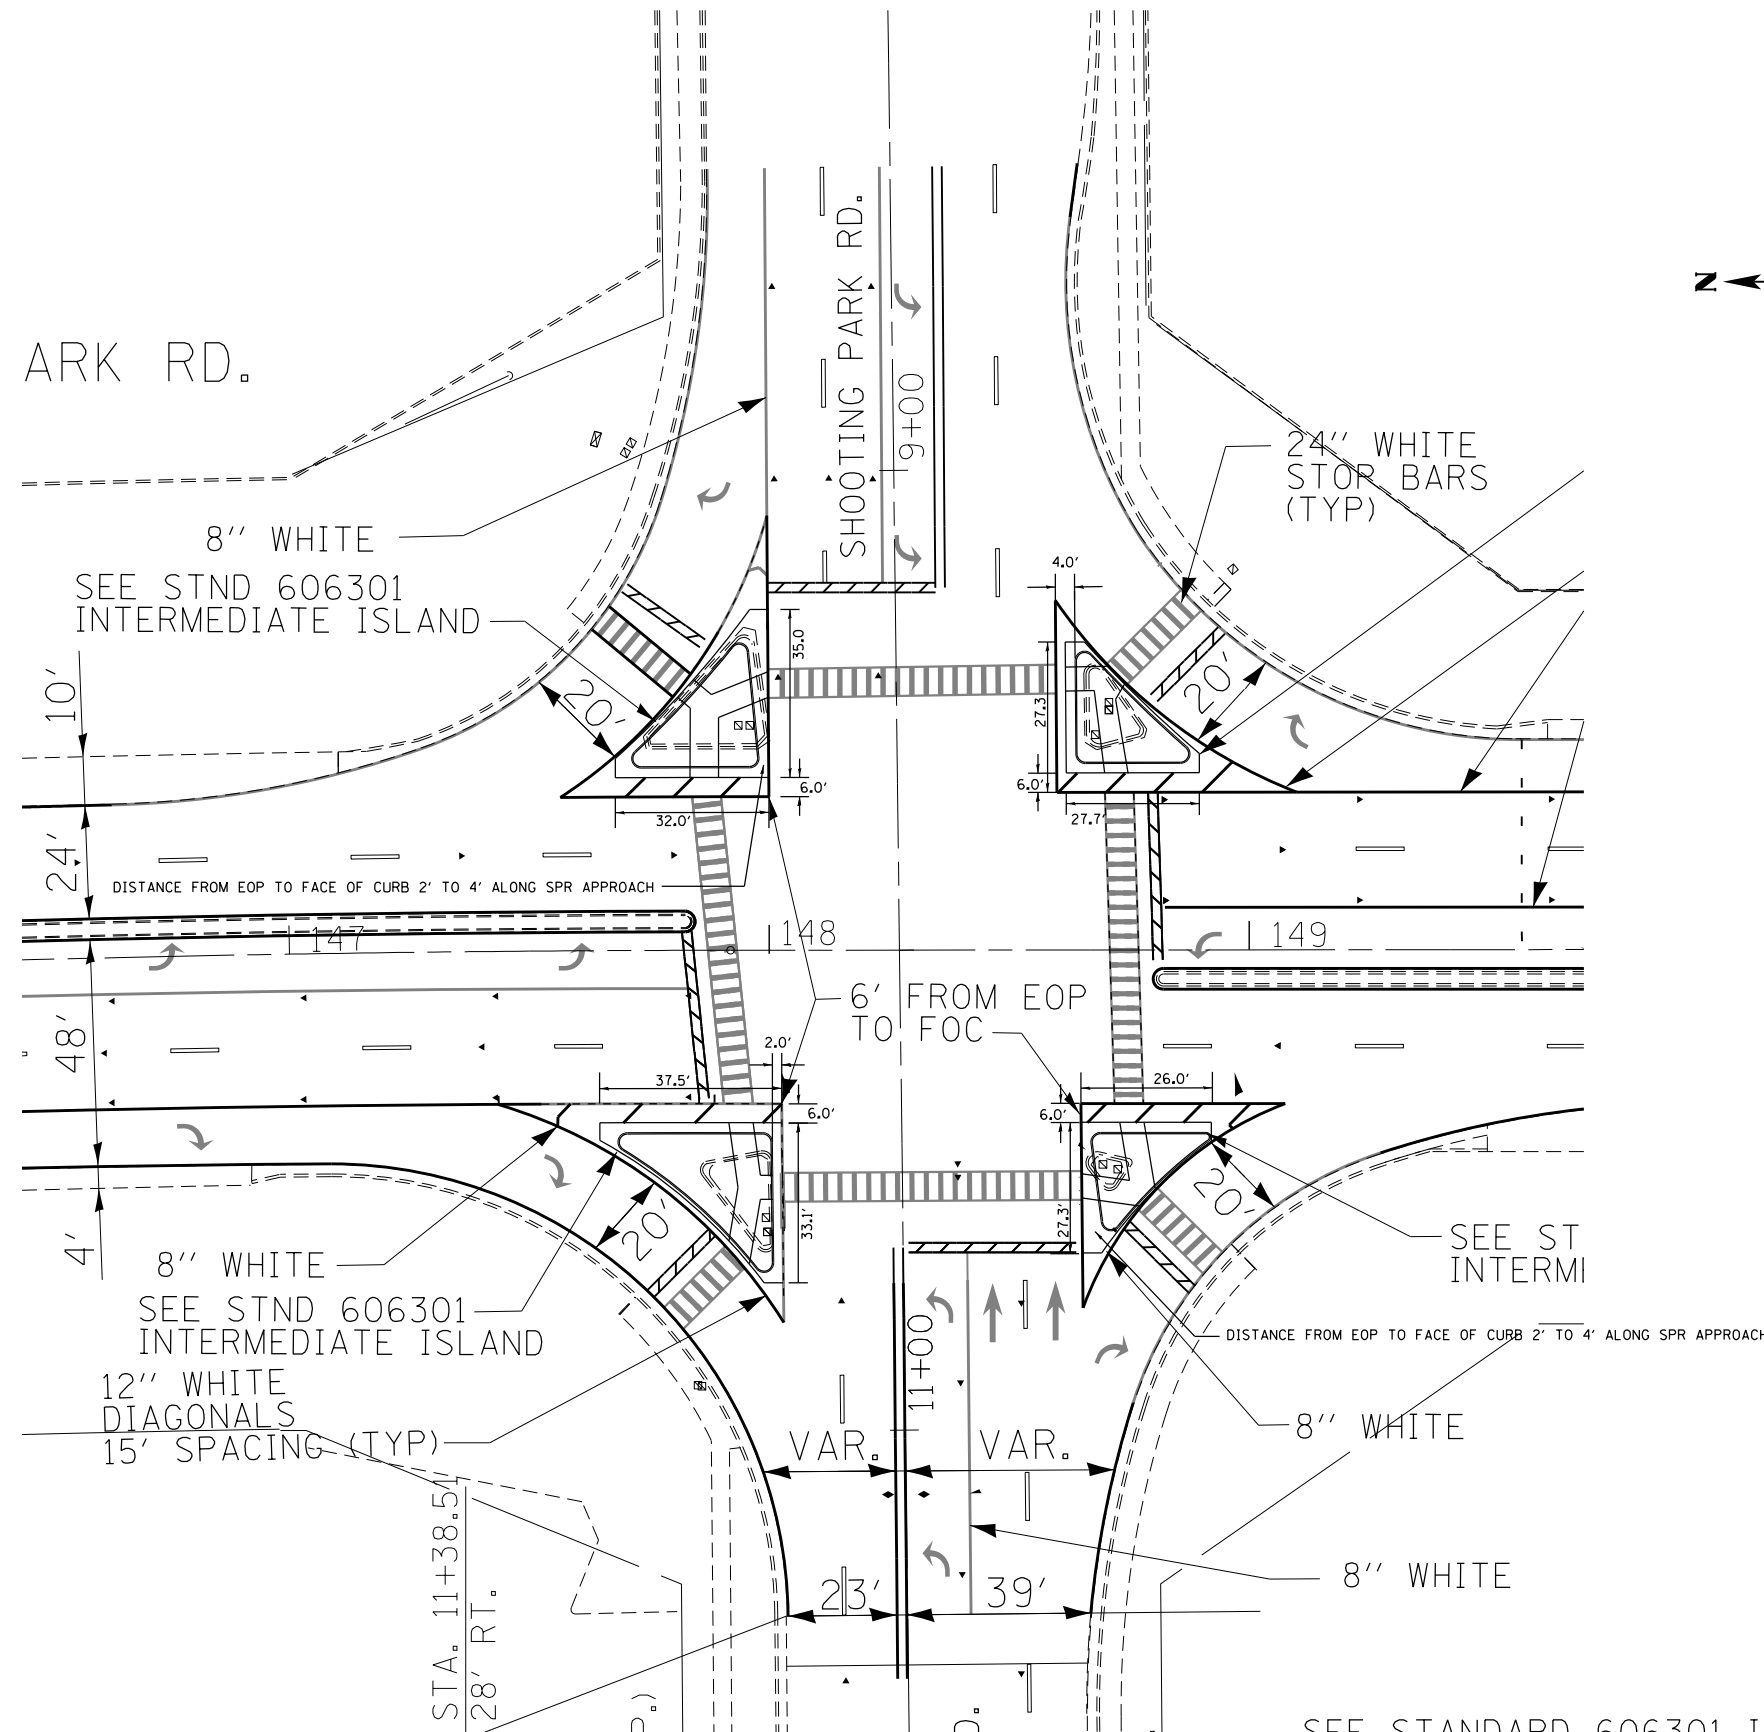 SHOOTING PARK RD.
9+00
N
ARK RD.
24'' WHITE
STOP BARS
(TYP)
8'' WHITE
SEE STND 606301
INTERMEDIATE ISLAND
4.0'
35.0
27.3
10'
20'
20'
6.0'
6.0'
32.0'
27.7'
24'
DISTANCE FROM EOP TO FACE OF CURB 2' TO 4' ALONG SPR APPROACH
147
148
149
6' FROM EOP
TO FOC
48'
2.0'
37.5'
26.0'
6.0'
6.0'
20'
20'
33.1'
27.3'
4'
8'' WHITE
SEE STND 606301
INTERMEDIATE ISLAND
SEE ST
INTERM
DISTANCE FROM EOP TO FACE OF CURB 2' TO 4' ALONG SPR APPROACH
11+00
12'' WHITE
DIAGONALS
15' SPACING (TYP)
VAR.
VAR.
8'' WHITE
STA. 11+38.51
28' RT.
8'' WHITE
23'
39'
P.)
D.
SEE STANDARD 606301 I